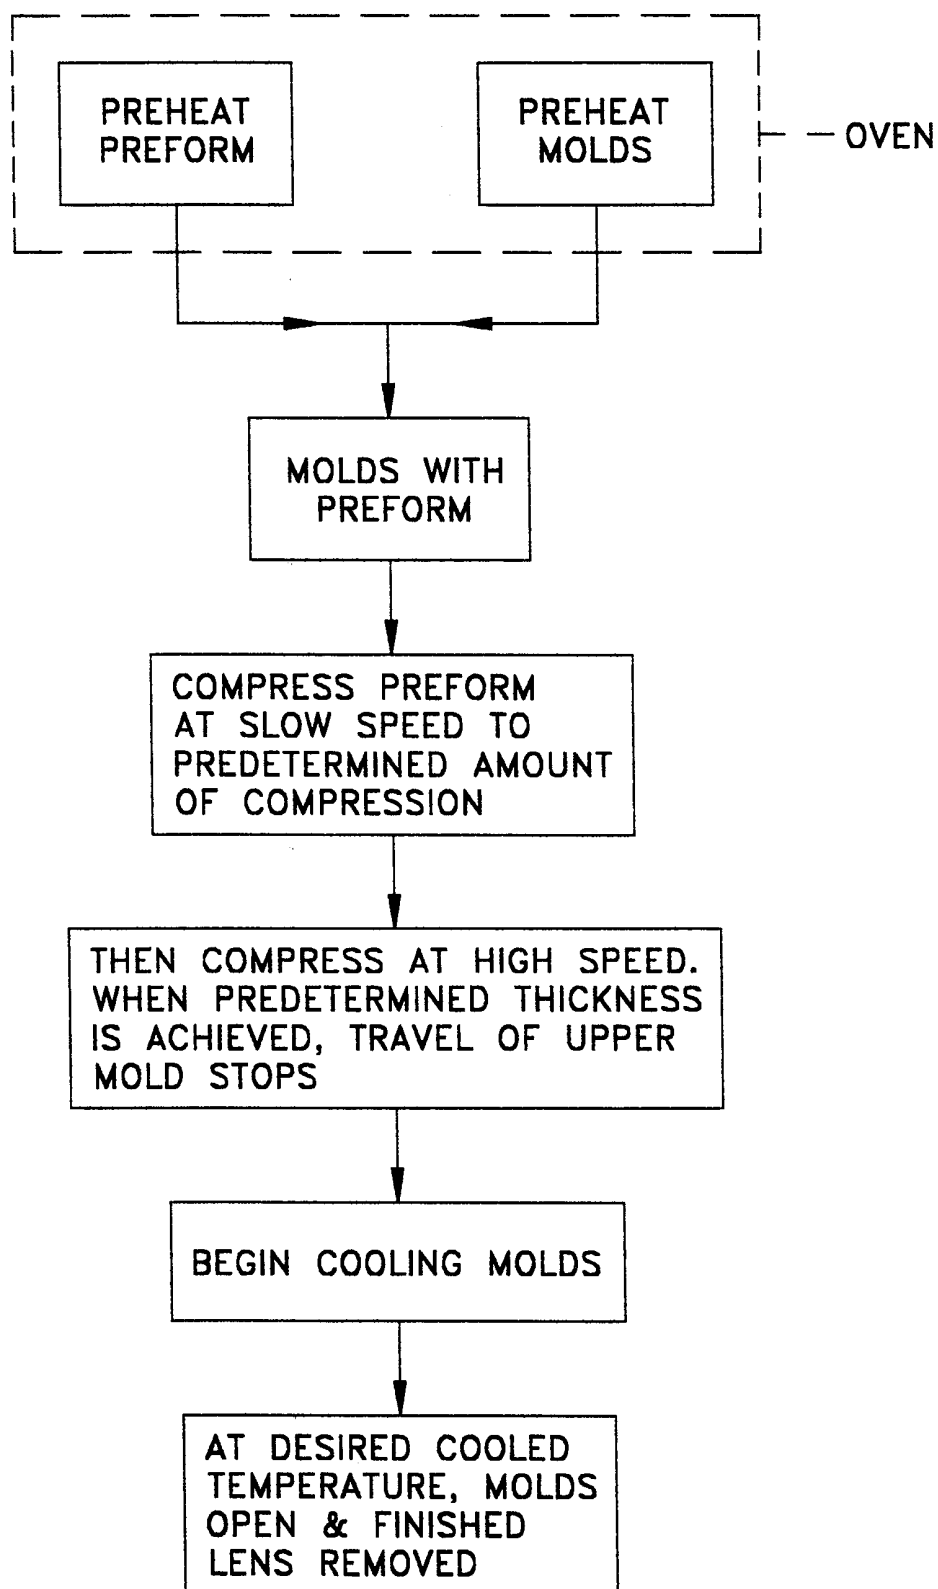 PREHEAT
PREFORM
PREHEAT
MOLDS
OVEN
MOLDS WITH
PREFORM
COMPRESS PREFORM
AT SLOW SPEED TO
PREDETERMINED AMOUNT
OF COMPRESSION
THEN COMPRESS AT HIGH SPEED.
WHEN PREDETERMINED THICKNESS
IS ACHIEVED, TRAVEL OF UPPER
MOLD STOPS
BEGIN COOLING MOLDS
AT DESIRED COOLED
TEMPERATURE, MOLDS
OPEN & FINISHED
LENS REMOVED